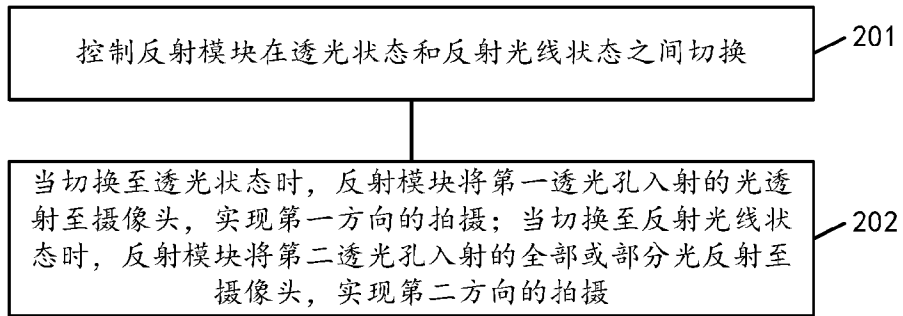 控制反射模块在透光状态和反射光线状态之间切换
201
当切换至透光状态时，反射模块将第一透光孔入射的光透
射至摄像头，实现第一方向的拍摄；当切换至反射光线状
态时，反射模块将第二透光孔入射的全部或部分光反射至
摄像头，实现第二方向的拍摄
202